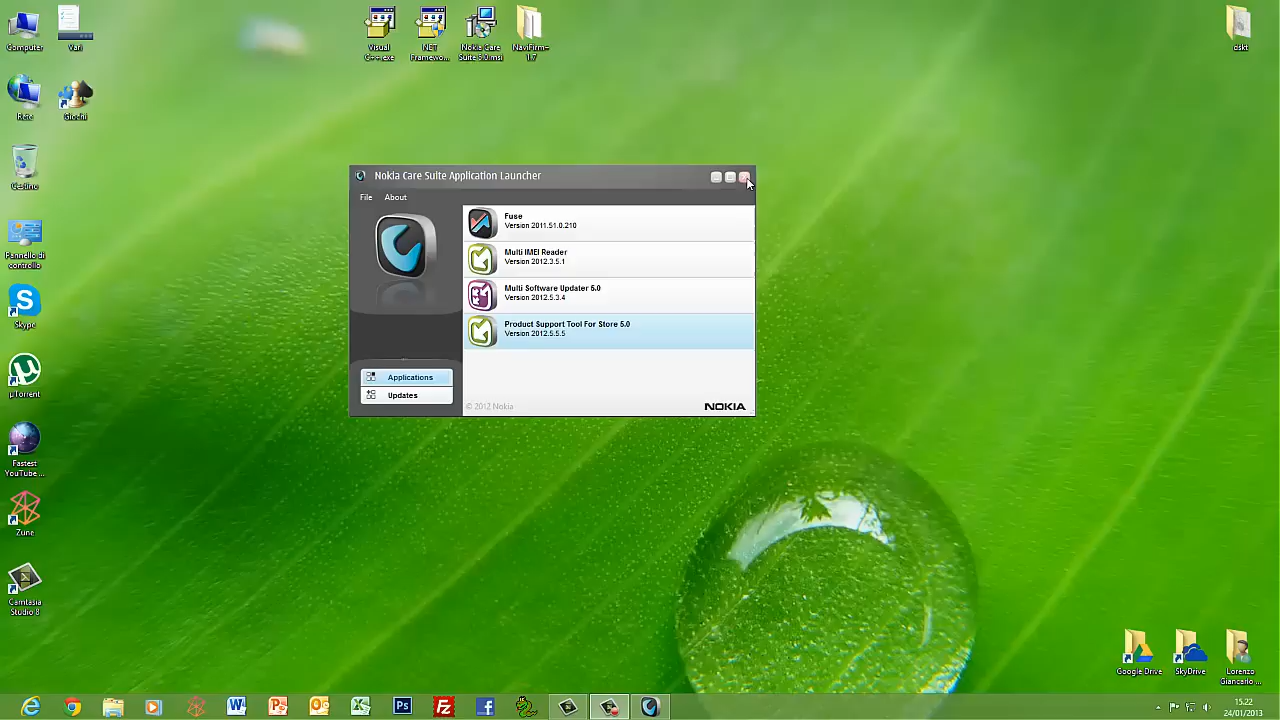 Computer
Vari
Visual
C++.exe
.NET
Framewo...
Nokia Care
Suite 5.0.msi
NaviFirm+
1.7
dskt
Rete
Giochi
Cestino
Pannello di
controllo
Skype
µTorrent
Fastest
YouTube ...
Zune
Camtasia
Studio 8
Nokia Care Suite Application Launcher
File About
Fuse
Version 2011.51.0.210
Multi IMEI Reader
Version 2012.3.5.1
Multi Software Updater 5.0
Version 2012.5.3.4
Product Support Tool For Store 5.0
Version 2012.5.5.5
Applications
Updates
© 2012 Nokia
NOKIA
Google Drive
SkyDrive
Lorenzo
Giancario ...
15.22
24/01/2013